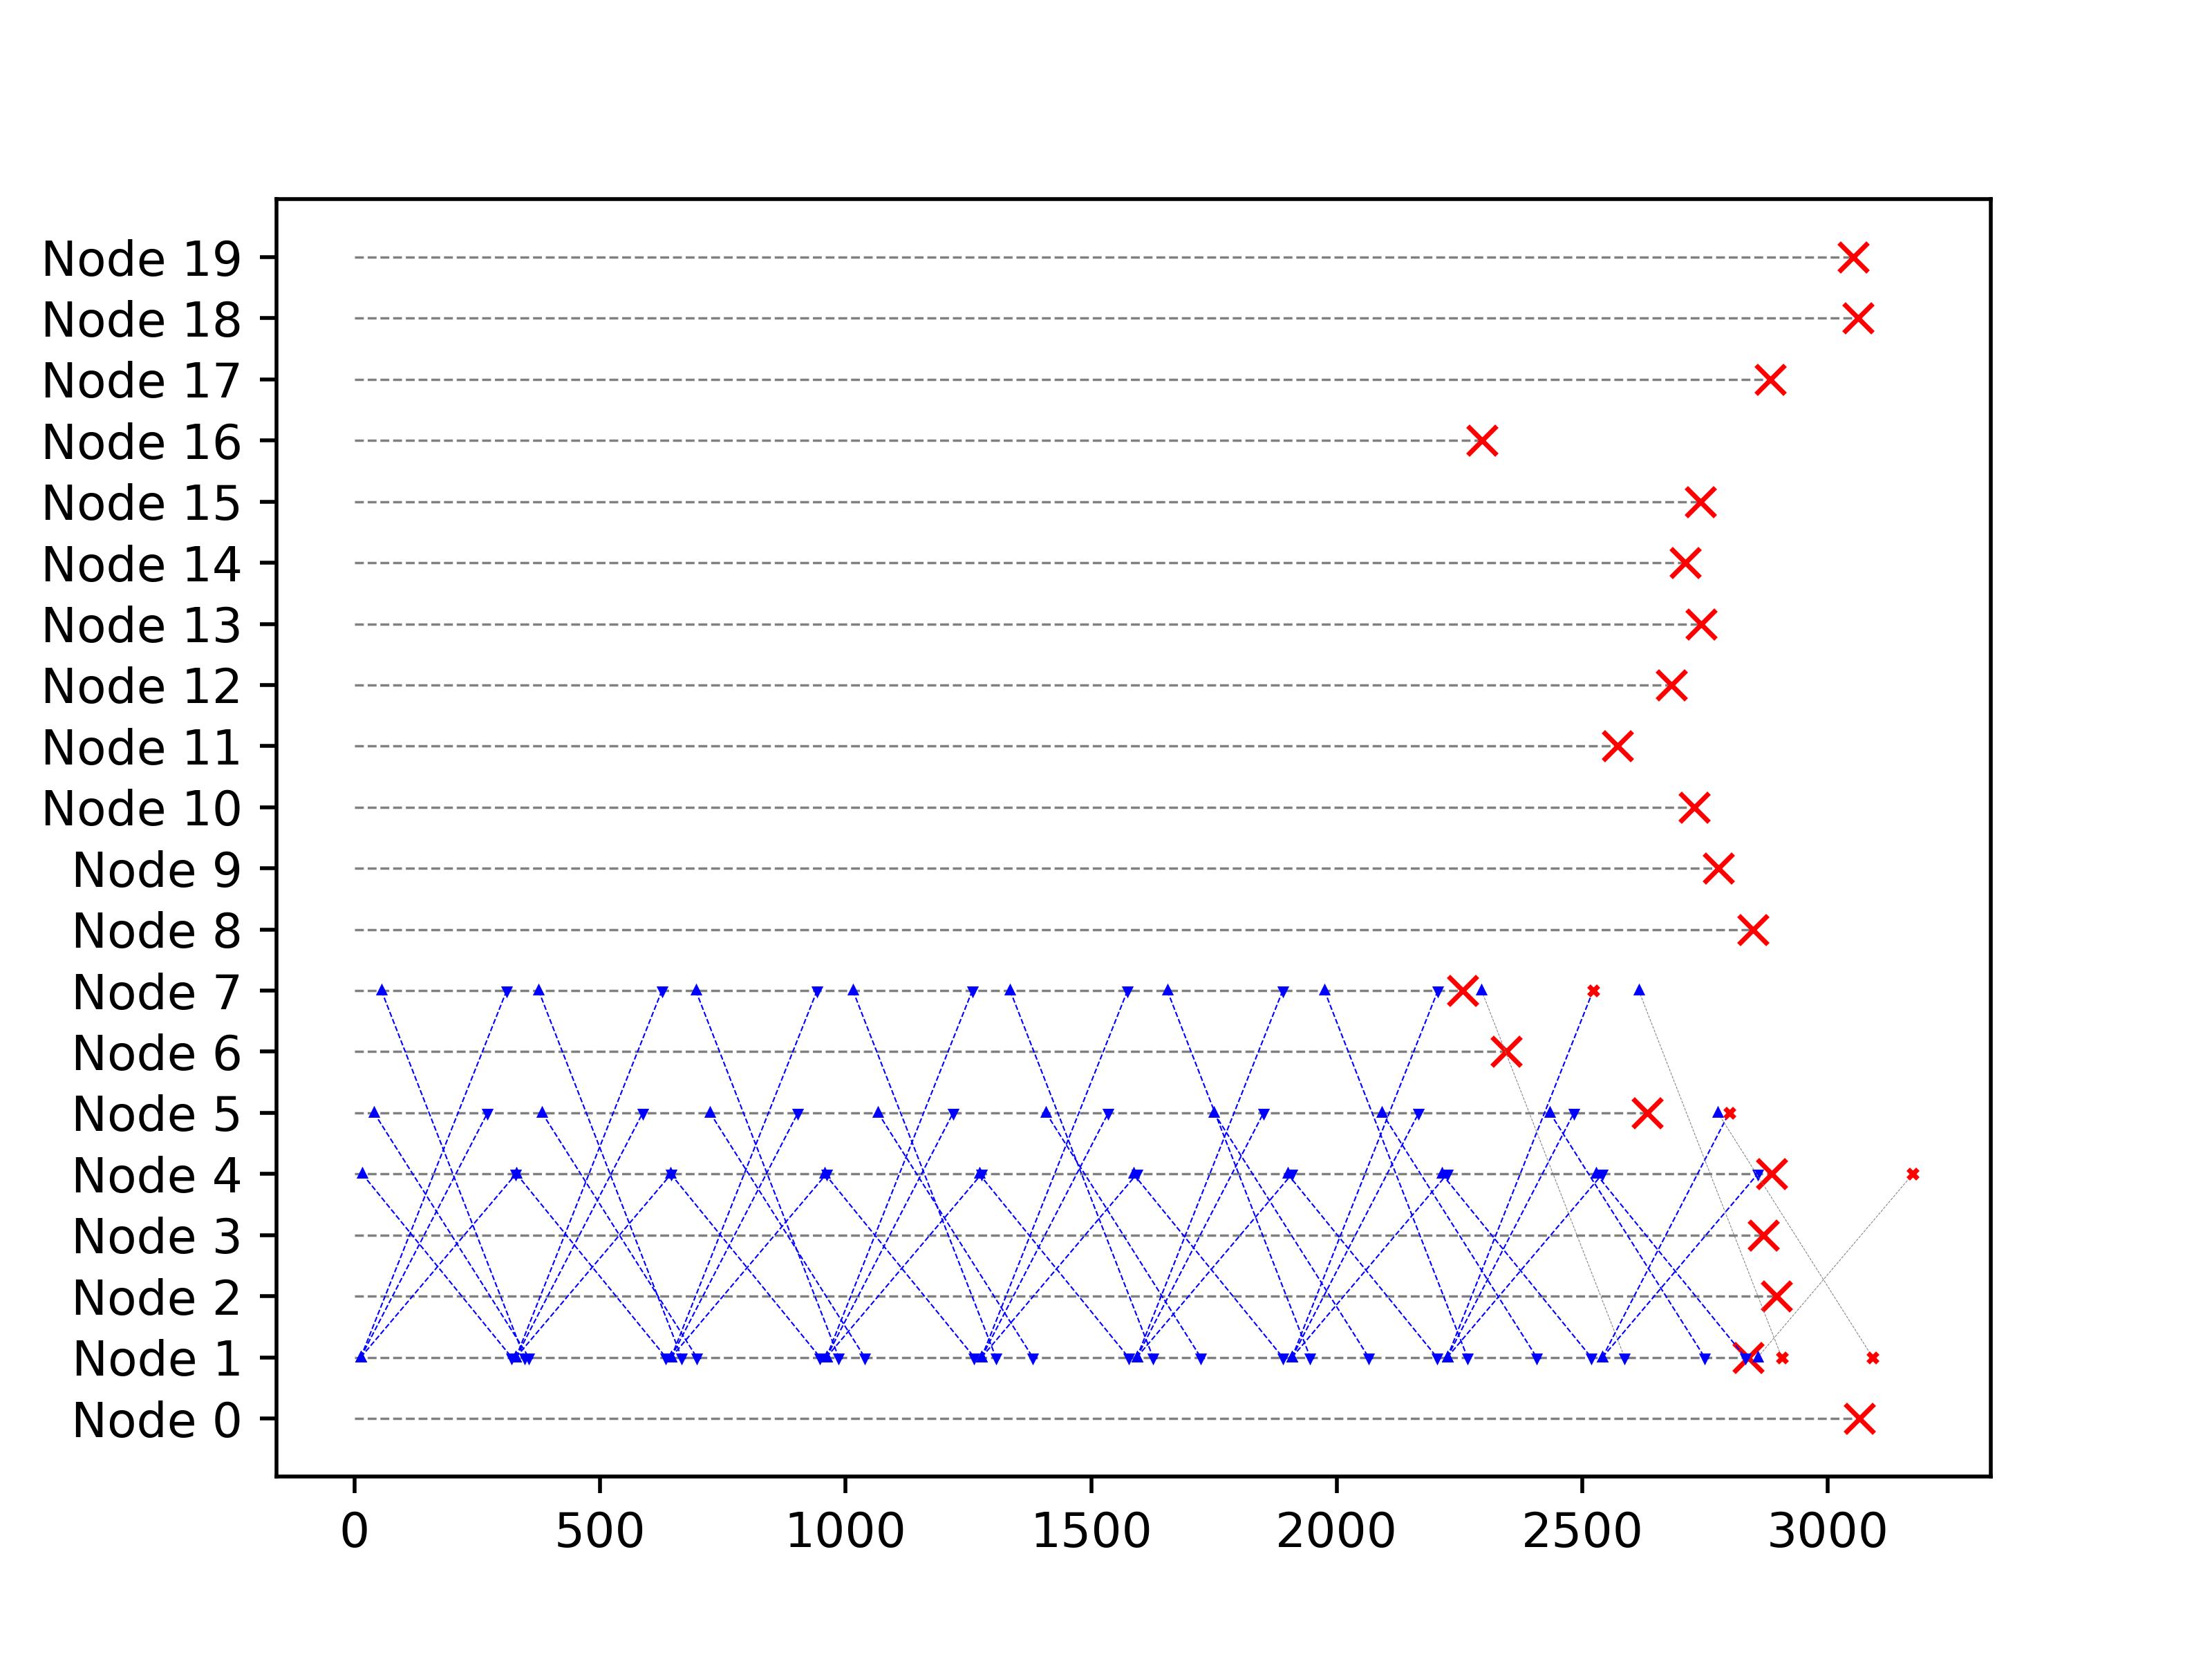 Node 19
Node 18
Node 17
Node 16
Node 15
Node 14
Node 13
Node 12
Node 11
Node 10
Node 9
Node 8
Node 7
Node 6
Node 5
Node 4
Node 3
Node 2
Node 1
Node 0
0 500 1000 1500 2000 2500 3000